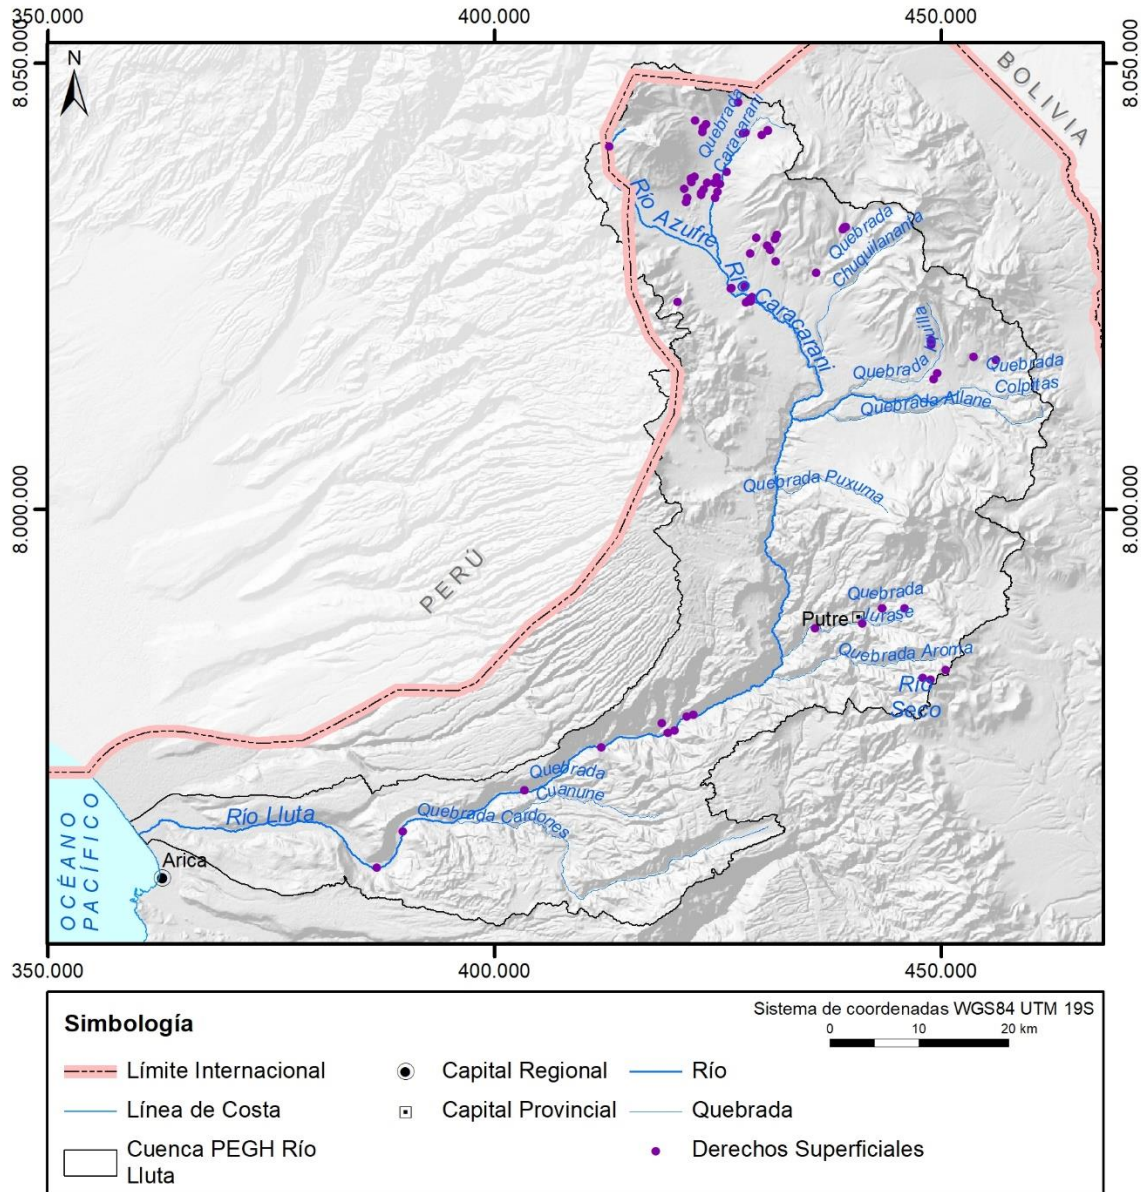 350.000
400.000
450.000
8.050.000
8.050.000
N
BOLIVIA
Quebrada
Caracarani
Río Azufre
Quebrada
Chuquilananta
Río Caracarani
Quebrada
Colpitas
Quebrada Allane
Quebrada Puxuma
8.000.000
8.000.000
PERÚ
Quebrada
Jurase
Putre
Quebrada Aroma
Río
Seco
Quebrada
Cuanune
Río Lluta
Quebrada Cardones
Arica
OCÉANO
PACÍFICO
350.000
400.000
450.000
Sistema de coordenadas WGS84 UTM 19S
0 10 20 km
Simbología
Límite Internacional
Capital Regional
Río
Línea de Costa
Capital Provincial
Quebrada
Cuenca PEGH Río
Lluta
Derechos Superficiales